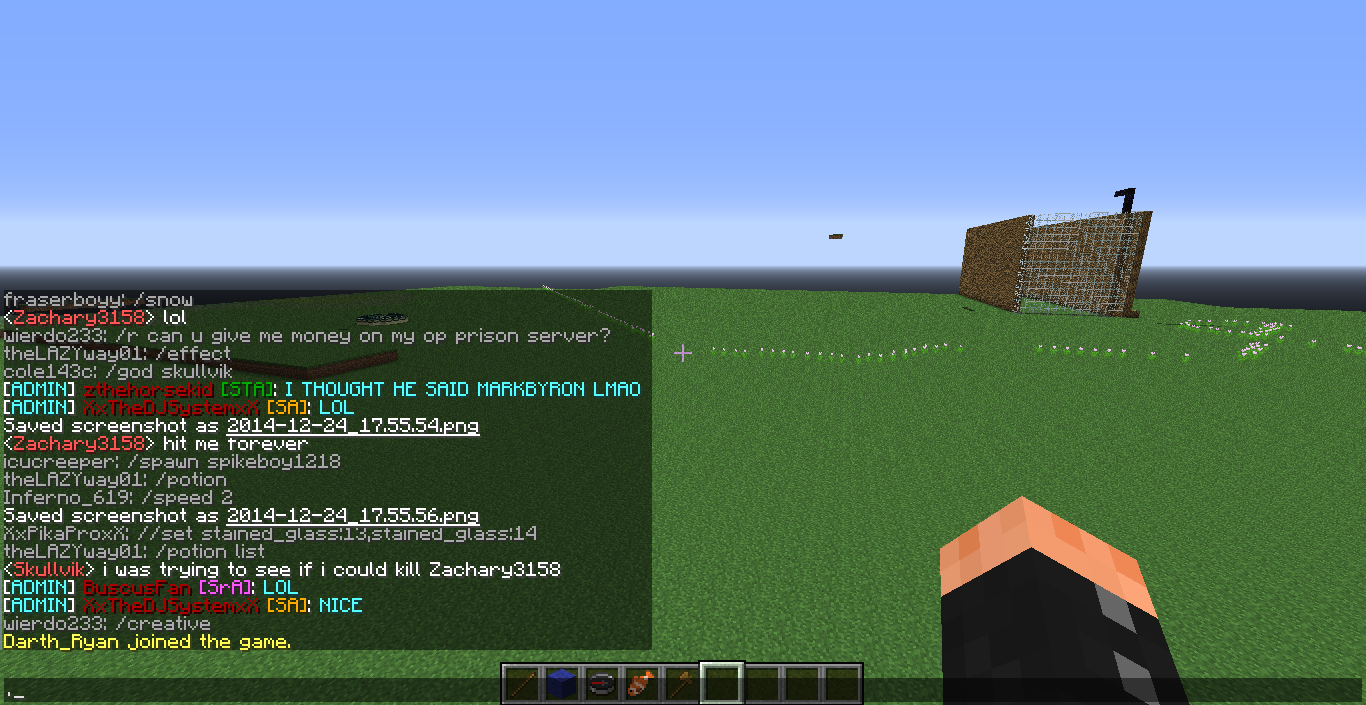 fraserboyy: /snow
<Zachary3158> lol
wierdo233: /r can u give me money on my op prison server?
theLAZYway01: /effect
cole143c: /god skullvik
[ADMIN] zthehorsekid [STA]: I THOUGHT HE SAID MARKBYRON LMAO
[ADMIN] XxTheDJSystemxX [SA]: LOL
Saved screenshot as 2014-12-24_17.55.54.png
<Zachary3158> hit me forever
icucreeper: /spawn spikeboy1218
theLAZYway01: /potion
Inferno_619: /speed 2
Saved screenshot as 2014-12-24_17.55.56.png
XxPikaProxX: //set stained_glass:13,stained_glass:14
theLAZYway01: /potion list
<Skullvik> i was trying to see if i could kill Zachary3158
[ADMIN] BuscusFan [SrA]: LOL
[ADMIN] XxTheDJSystemxX [SA]: NICE
wierdo233: /creative
Darth_Ryan joined the game.
1